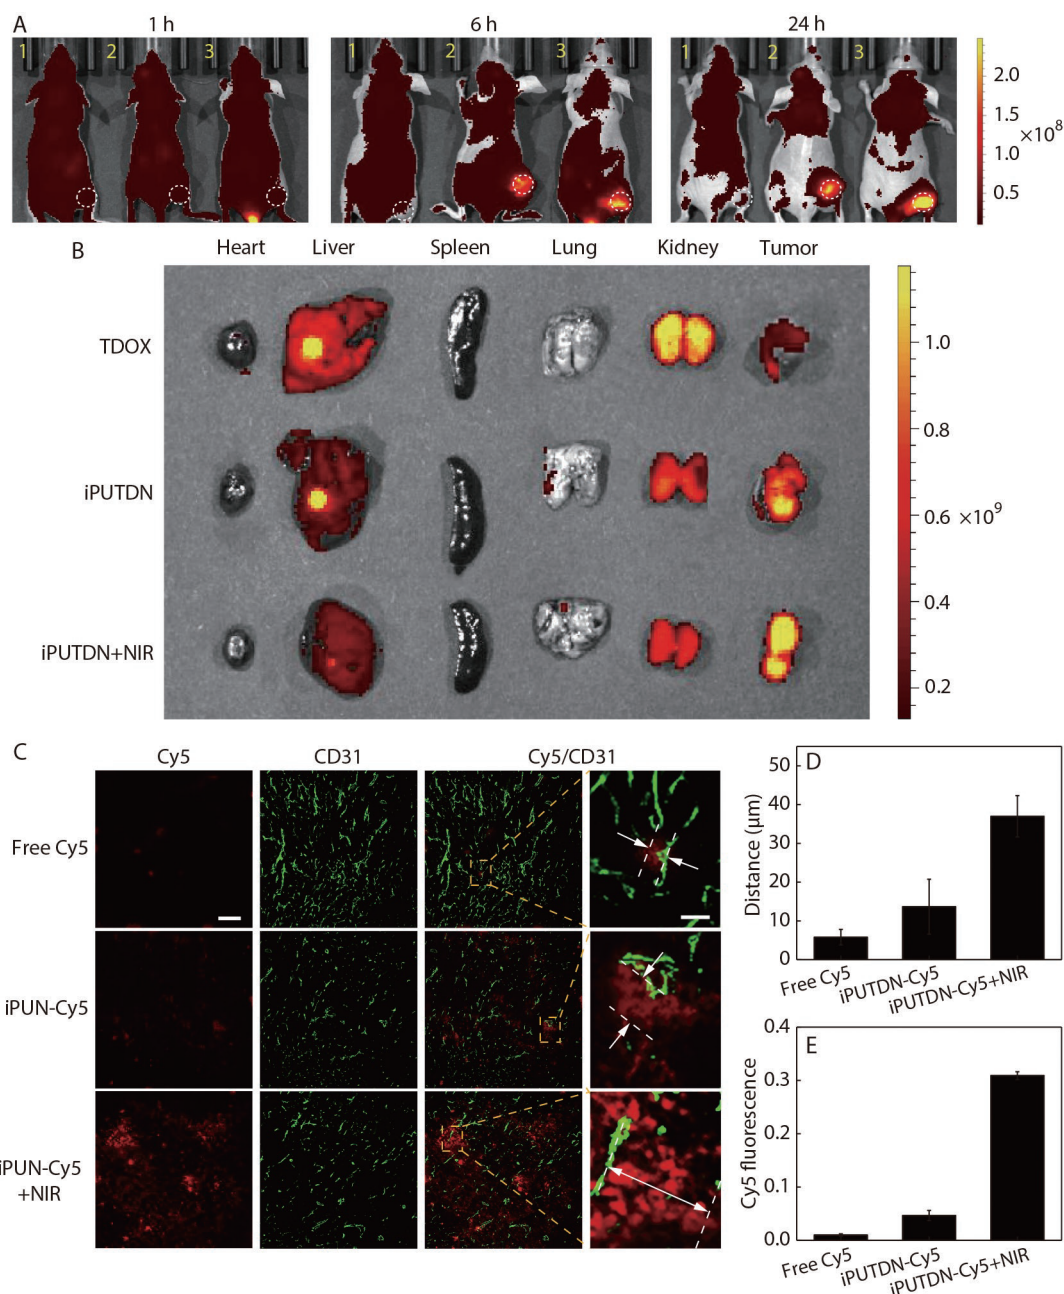 A
1 h
6 h
24 h
1
2
3
1
2
3
1
2
3
2.0
1.5
1.0
0.5
×10⁸
B
Heart
Liver
Spleen
Lung
Kidney
Tumor
TDOX
iPUTDN
iPUTDN+NIR
1.0
0.8
0.6
0.4
0.2
×10⁹
C
Cy5
CD31
Cy5/CD31
Free Cy5
iPUN-Cy5
iPUN-Cy5
+NIR
D
Distance (μm)
50
40
30
20
10
0
Free Cy5
iPUTDN-Cy5
iPUTDN-Cy5+NIR
E
Cy5 fluorescence
0.4
0.3
0.2
0.1
0.0
Free Cy5
iPUTDN-Cy5
iPUTDN-Cy5+NIR